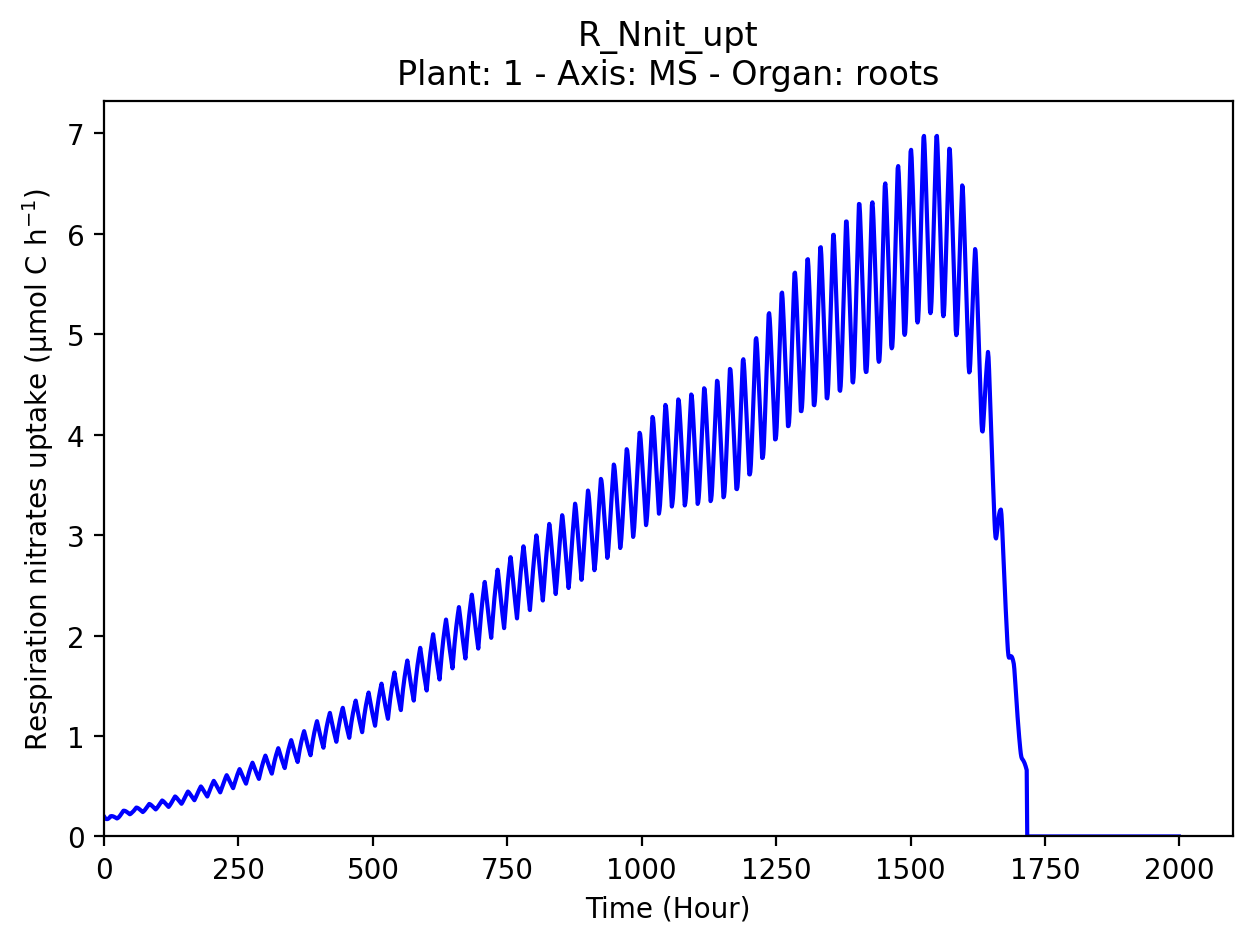 R_Nnit_upt
Plant: 1 - Axis: MS - Organ: roots
Respiration nitrates uptake (µmol C h⁻¹)
7
6
5
4
3
2
1
0
0 250 500 750 1000 1250 1500 1750 2000
Time (Hour)